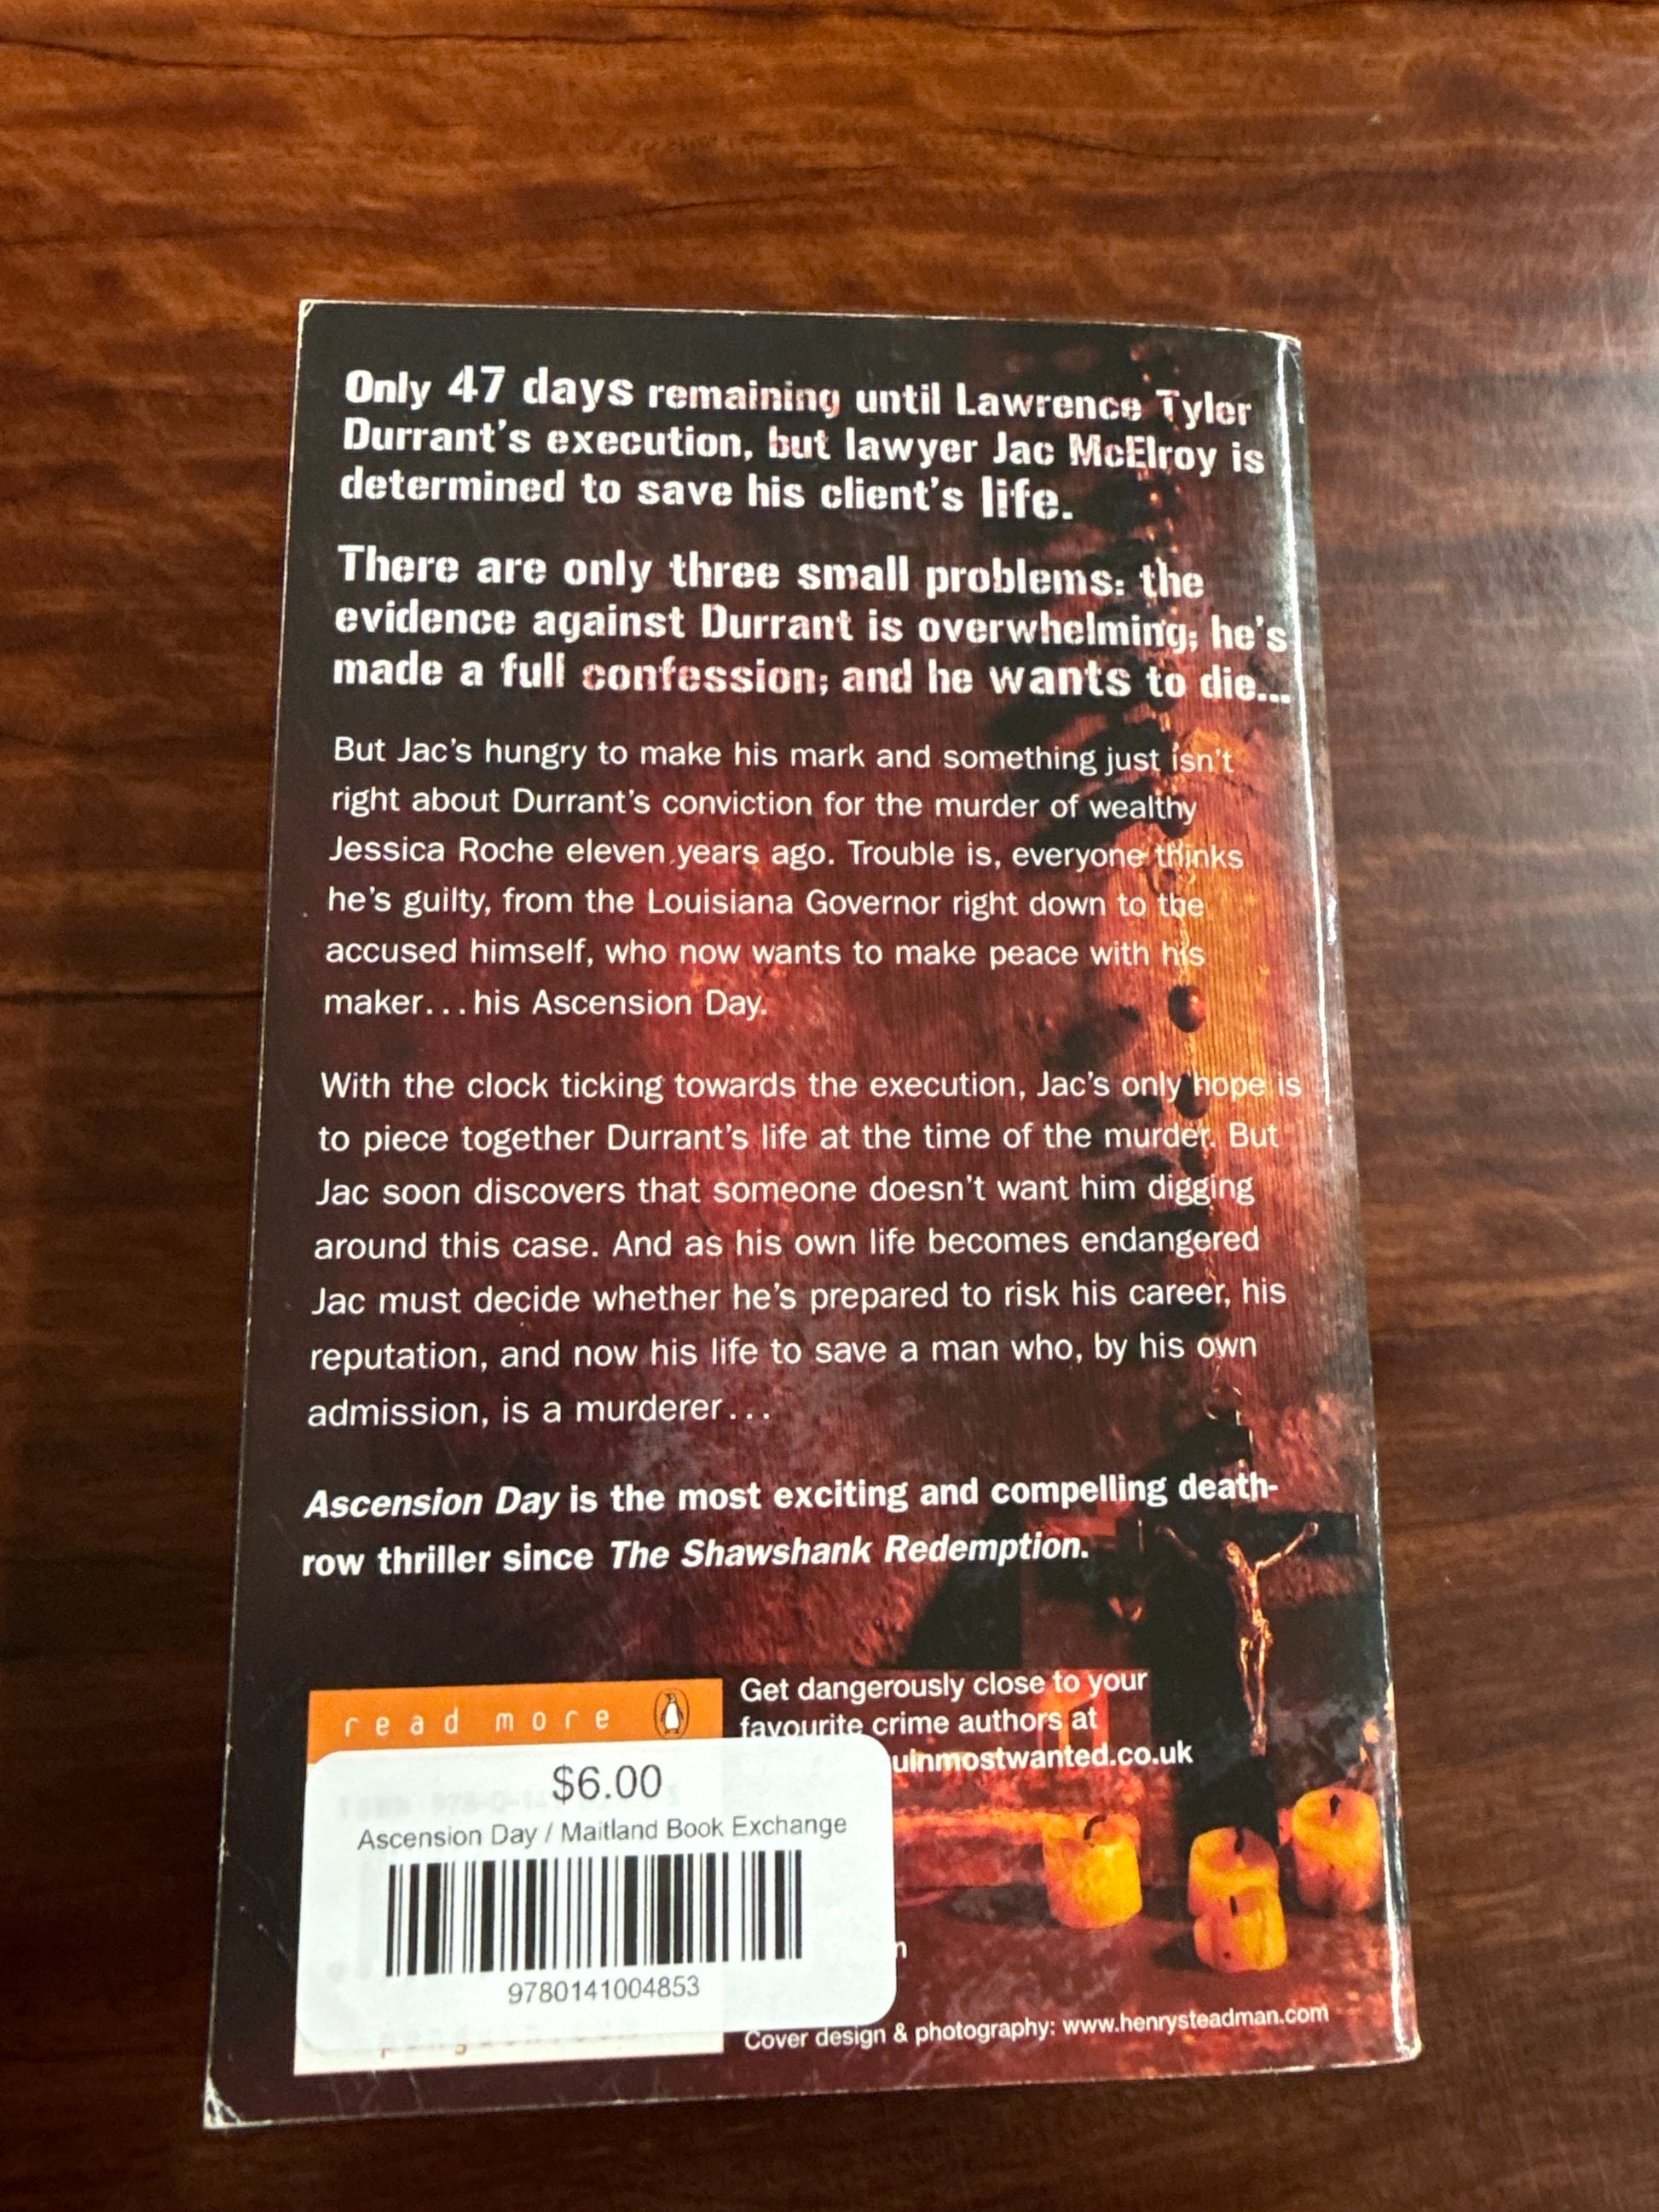 Only 47 days remaining until Lawrence Tyler
Durrant's execution, but lawyer Jac McElroy is
determined to save his client's life.
There are only three small problems: the
evidence against Durrant is overwhelming; he's
made a full confession; and he wants to die...
But Jac's hungry to make his mark and something just isn't
right about Durrant's conviction for the murder of wealthy
Jessica Roche eleven years ago. Trouble is, everyone thinks
he's guilty, from the Louisiana Governor right down to the
accused himself, who now wants to make peace with his
maker... his Ascension Day.
With the clock ticking towards the execution, Jac's only hope is
to piece together Durrant's life at the time of the murder. But
Jac soon discovers that someone doesn't want him digging
around this case. And as his own life becomes endangered
Jac must decide whether he's prepared to risk his career, his
reputation, and now his life to save a man who, by his own
admission, is a murderer...
Ascension Day is the most exciting and compelling death-
row thriller since The Shawshank Redemption.
read more
Get dangerously close to your
favourite crime authors at
uinmostwanted.co.uk
$6.00
Ascension Day / Maitland Book Exchange
9780141004853
Cover design & photography: www.henrysteadman.com